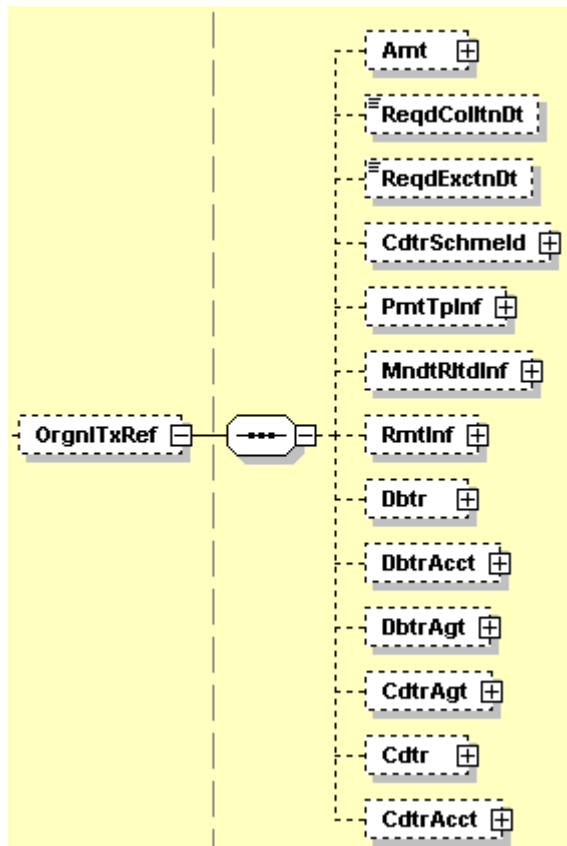 Amt
ReqdColltnDt
ReqdExctnDt
CdtrSchmeId
PmtTpInf
MndtRltdInf
OrgnlTxRef
RmtInf
Dbtr
DbtrAcct
DbtrAgt
CdtrAgt
Cdtr
CdtrAcct